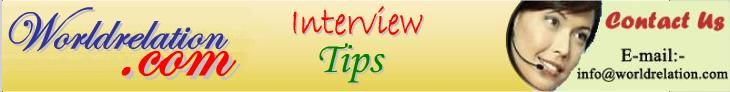 Worldrelation
.com
Interview
Tips
Contact Us
E-mail:-
info@worldrelation.com